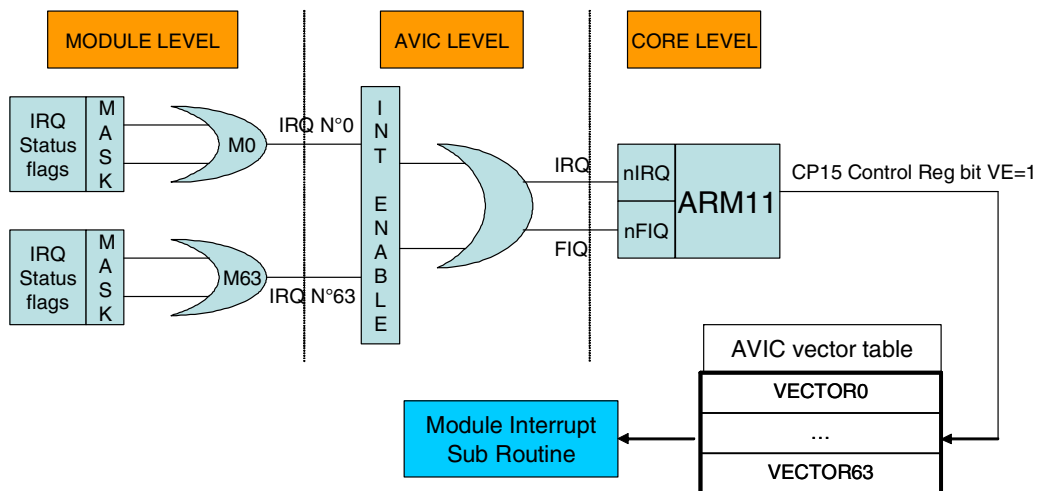 MODULE LEVEL
AVIC LEVEL
CORE LEVEL
IRQ
Status
flags
M
A
S
K
M0
IRQ N°0
I
N
T
E
N
A
B
L
E
IRQ
FIQ
nIRQ
nFIQ
ARM11
CP15 Control Reg bit VE=1
IRQ
Status
flags
M
A
S
K
M63
IRQ N°63
AVIC vector table
VECTOR0
...
VECTOR63
Module Interrupt
Sub Routine